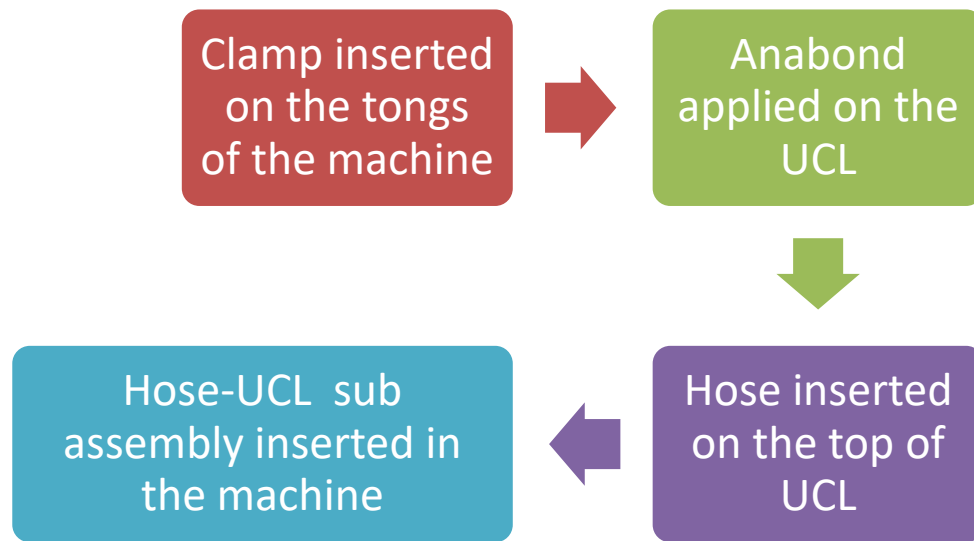 Clamp inserted
on the tongs
of the machine
Anabond
applied on the
UCL
Hose inserted
on the top of
UCL
Hose-UCL  sub
assembly inserted in
the machine